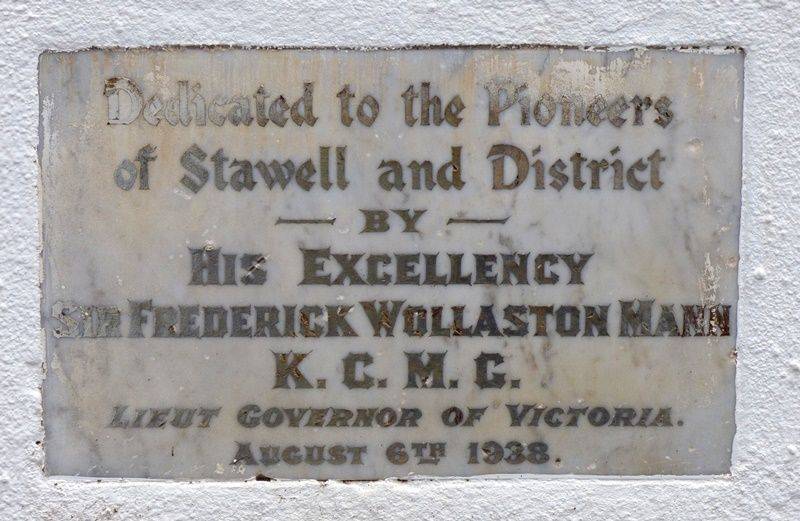 Dedicated to the Pioneers
of Stawell and District
— BY —
HIS EXCELLENCY
SIR FREDERICK WOLLASTON MANN
K. C. M. G.
LIEUT GOVERNOR OF VICTORIA.
AUGUST 6TH 1938.